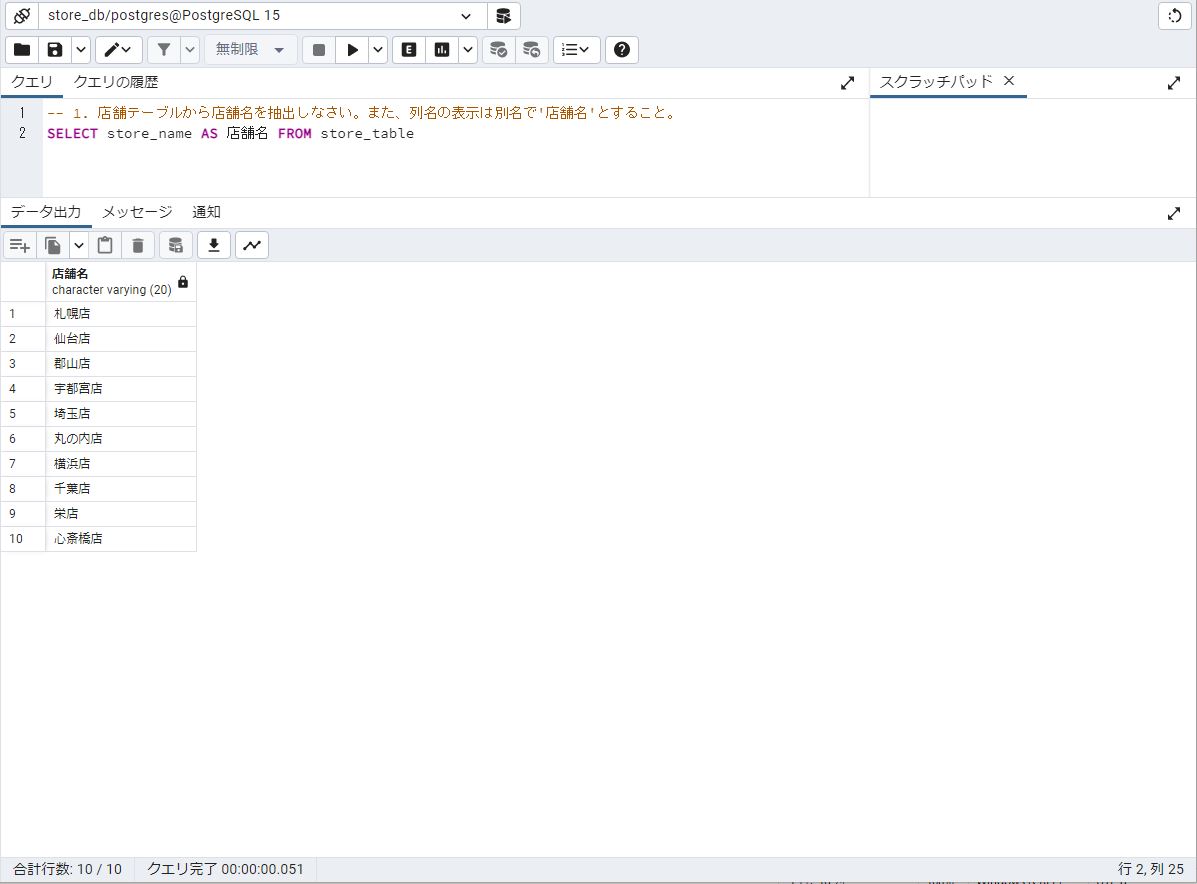 store_db/postgres@PostgreSQL 15
無制限
クエリ クエリの履歴
スクラッチパッド ×
1 -- 1. 店舗テーブルから店舗名を抽出しなさい。また、列名の表示は別名で'店舗名'とすること。
2 SELECT store_name AS 店舗名 FROM store_table
データ出力 メッセージ 通知
店舗名
character varying (20)
1 札幌店
2 仙台店
3 郡山店
4 宇都宮店
5 埼玉店
6 丸の内店
7 横浜店
8 千葉店
9 栄店
10 心斎橋店
合計行数: 10 / 10 クエリ完了 00:00:00.051 行 2, 列 25